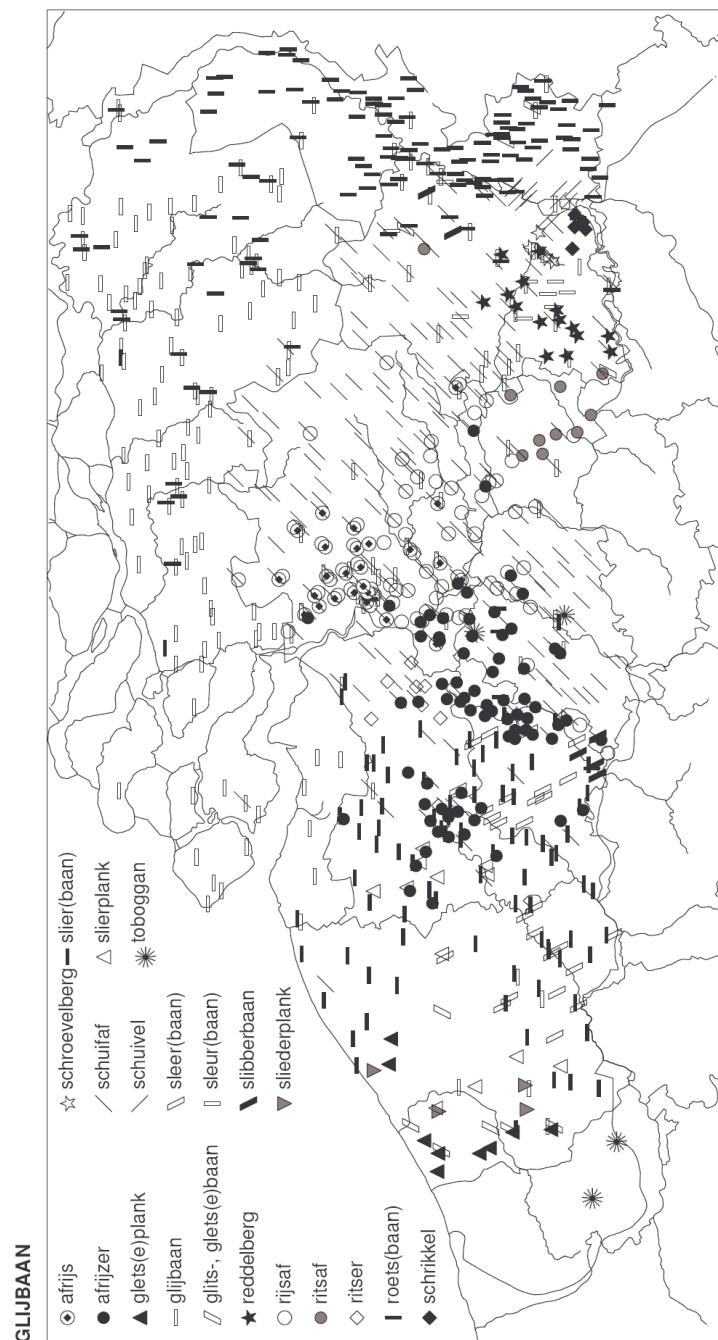 GLIJBAAN
afrijs
afrijzer
glets(e)plank
glijbaan
glits-, glets(e)baan
reddelberg
rijsaf
ritsaf
ritser
roets(baan)
schrikkel
schroevelberg
schuifaf
schuivel
sleer(baan)
sleur(baan)
slibberbaan
sliederplank
slier(baan)
slierplank
toboggan